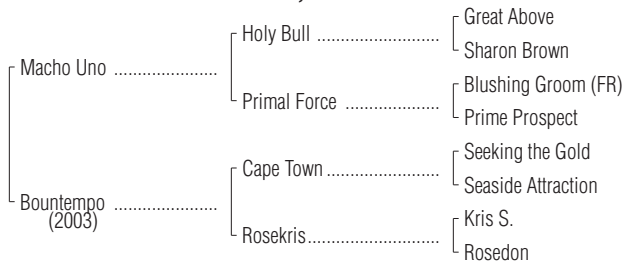 Great Above
Holy Bull ........................
Sharon Brown
Macho Uno ....................
Blushing Groom (FR)
Primal Force ..................
Prime Prospect
Seeking the Gold
Cape Town ......................
Seaside Attraction
Bountempo ....................
(2003)
Kris S.
Rosekris.........................
Rosedon